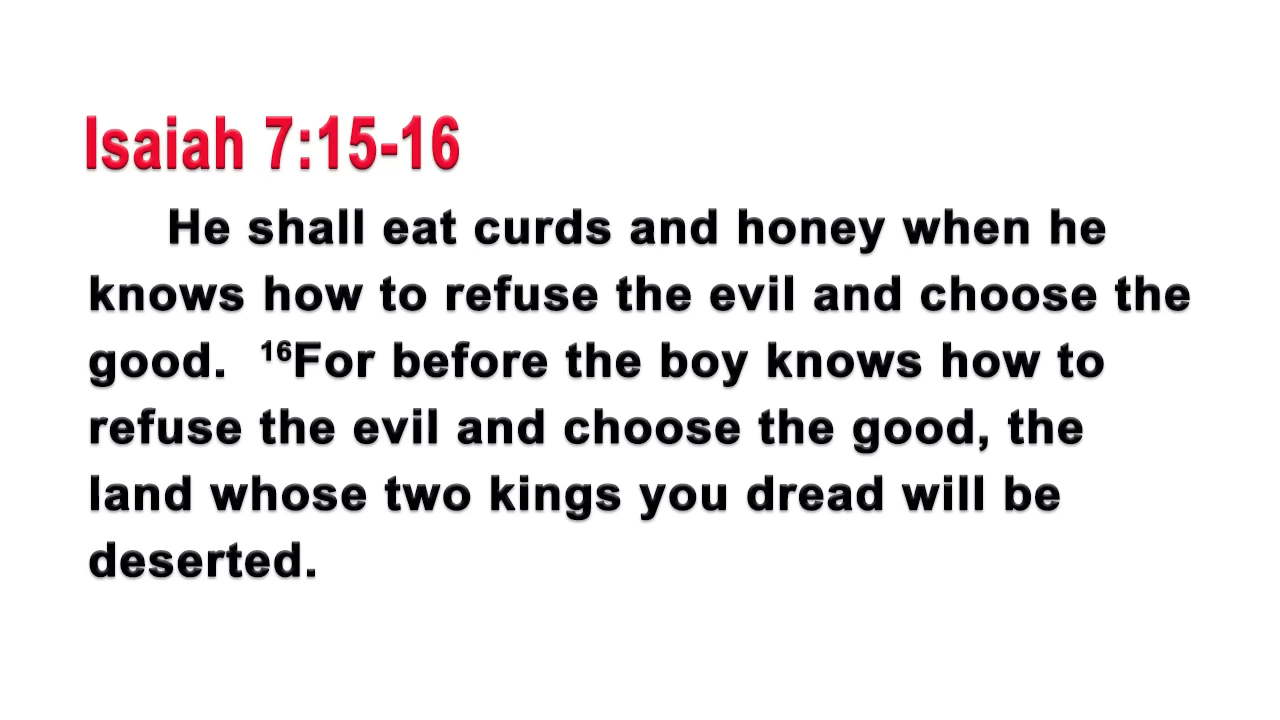 Isaiah 7:15-16
He shall eat curds and honey when he
knows how to refuse the evil and choose the
good. 16For before the boy knows how to
refuse the evil and choose the good, the
land whose two kings you dread will be
deserted.